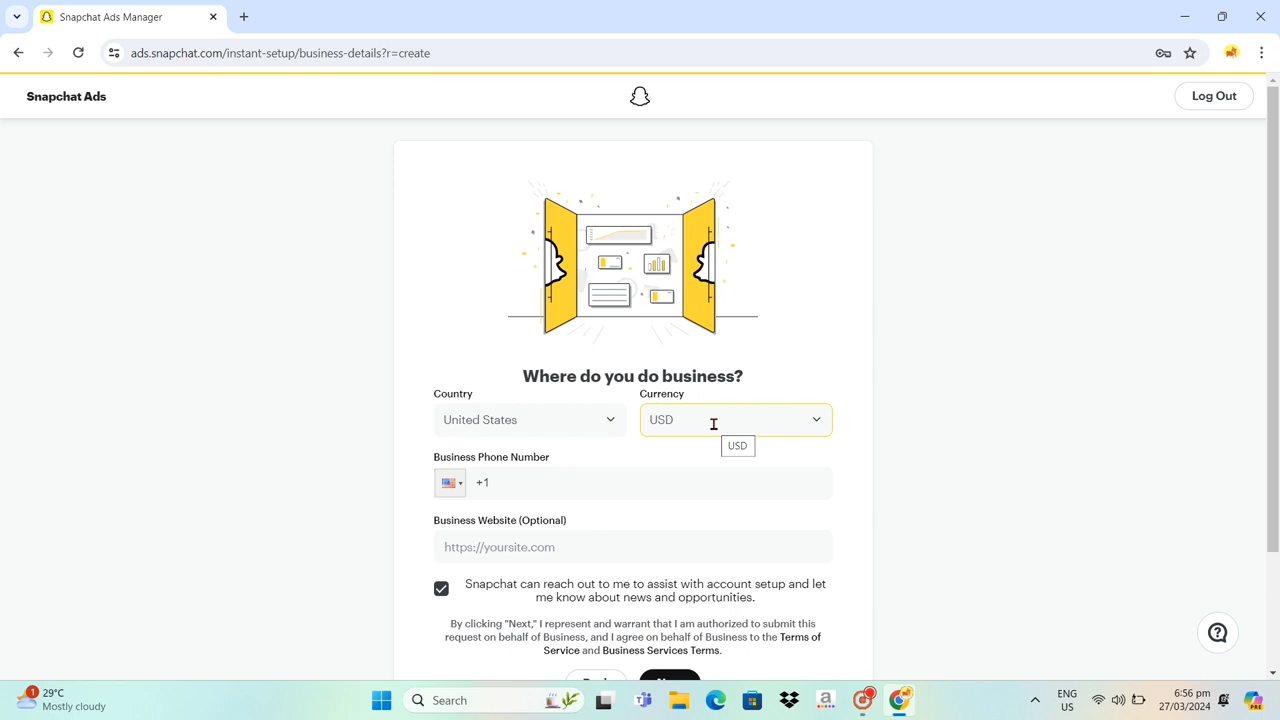 Snapchat Ads Manager
ads.snapchat.com/instant-setup/business-details?r=create
Snapchat Ads
Log Out
Where do you do business?
Country
Currency
United States
USD
USD
Business Phone Number
+1
Business Website (Optional)
https://yoursite.com
Snapchat can reach out to me to assist with account setup and let
me know about news and opportunities.
By clicking "Next," I represent and warrant that I am authorized to submit this
request on behalf of Business, and I agree on behalf of Business to the Terms of
Service and Business Services Terms.
1
29°C
Mostly cloudy
Search
a
ENG
US
6:56 pm
27/03/2024